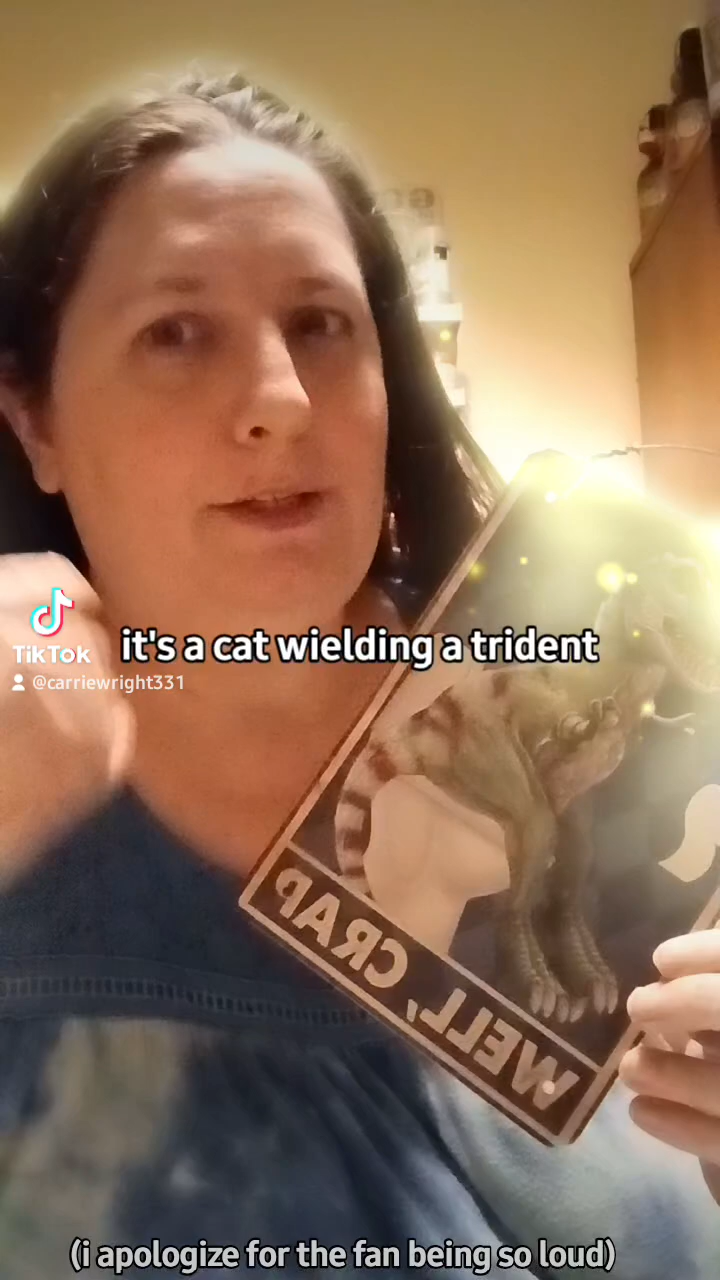 it's a cat wielding a trident
TikTok
@carriewright331
WELL, CRAP
(i apologize for the fan being so loud)